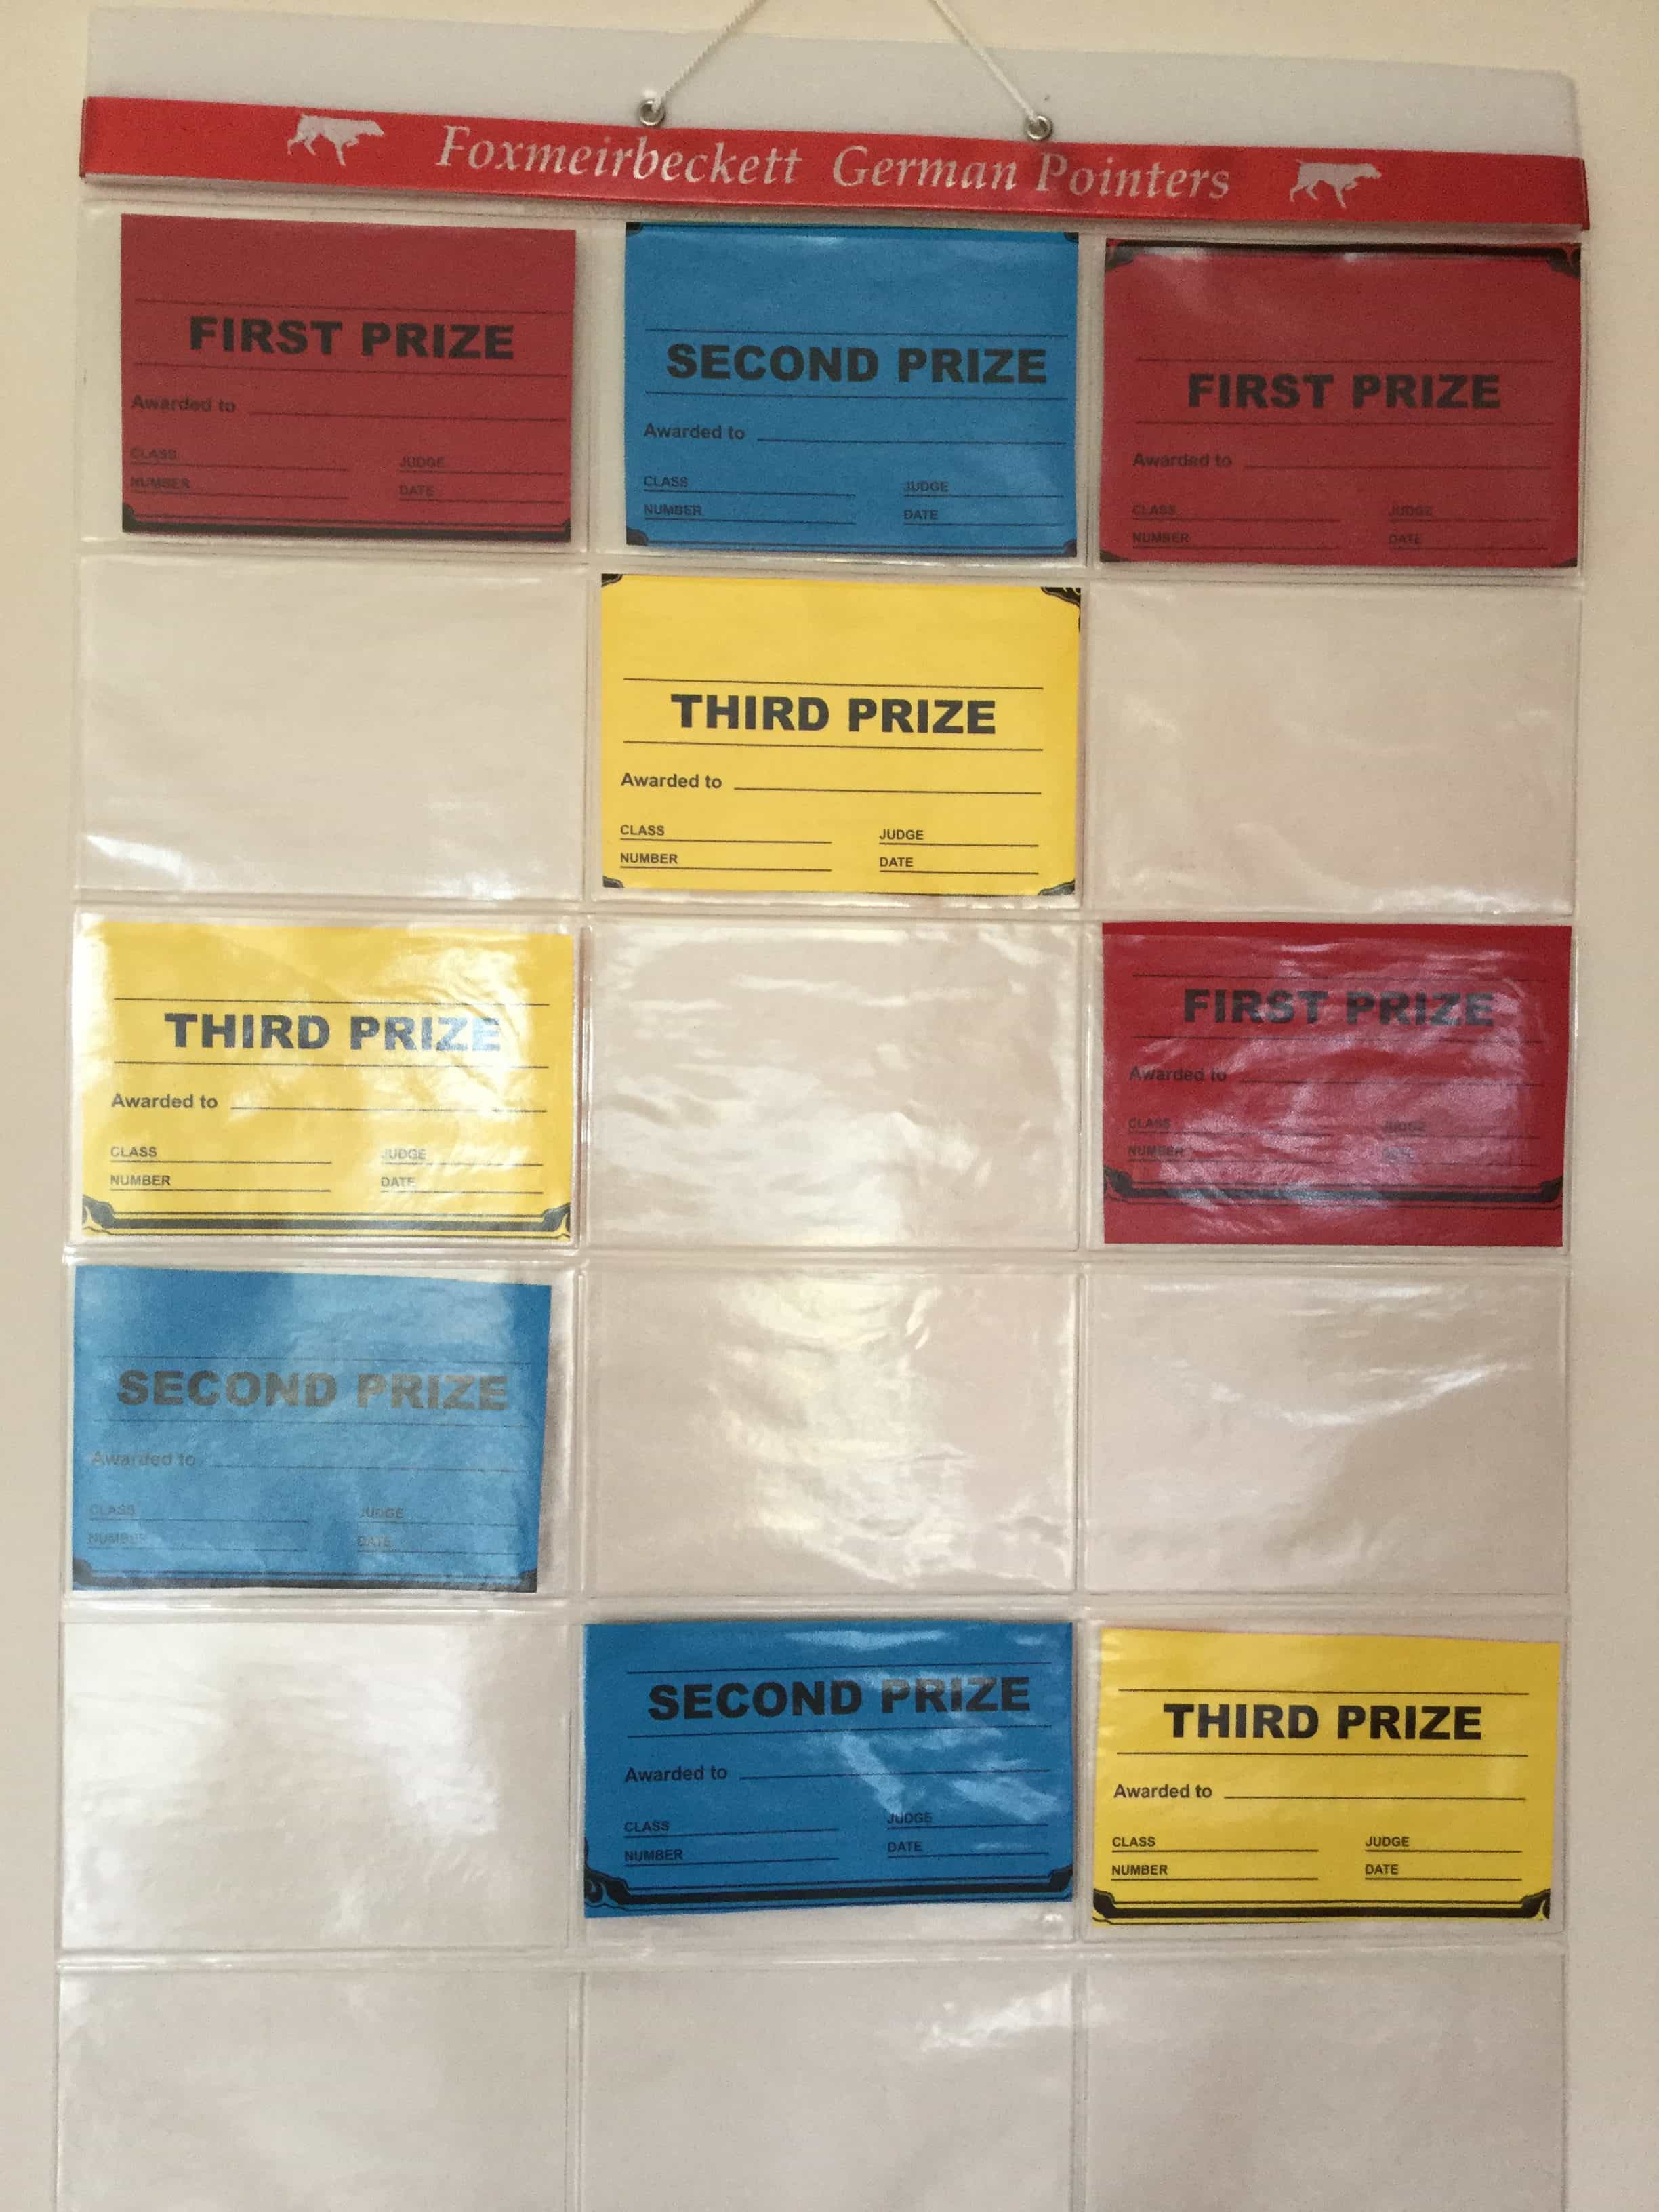 Foxmeirbeckett German Pointers
FIRST PRIZE
Awarded to
CLASS JUDGE
NUMBER DATE
SECOND PRIZE
Awarded to
CLASS JUDGE
NUMBER DATE
FIRST PRIZE
Awarded to
CLASS JUDGE
NUMBER DATE
THIRD PRIZE
Awarded to
CLASS JUDGE
NUMBER DATE
THIRD PRIZE
Awarded to
CLASS JUDGE
NUMBER DATE
FIRST PRIZE
Awarded to
CLASS JUDGE
NUMBER DATE
SECOND PRIZE
Awarded to
CLASS JUDGE
NUMBER DATE
SECOND PRIZE
Awarded to
CLASS JUDGE
NUMBER DATE
THIRD PRIZE
Awarded to
CLASS JUDGE
NUMBER DATE